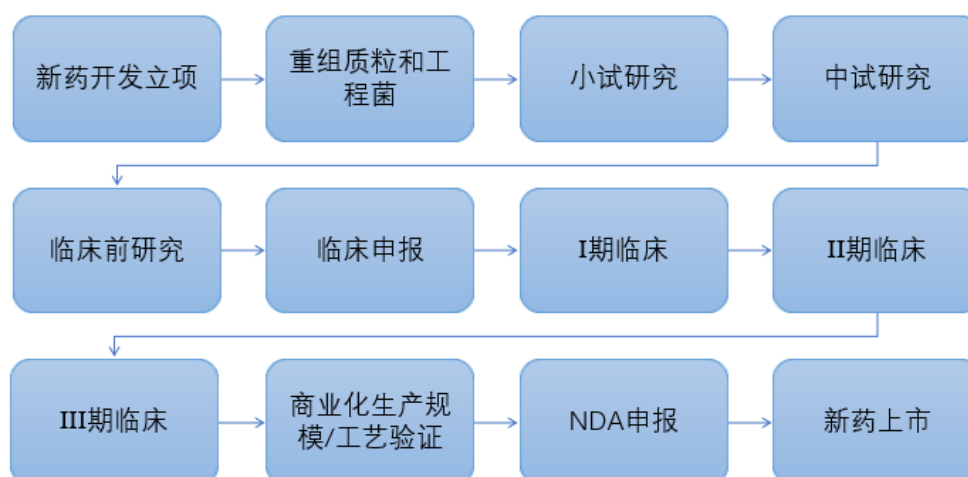 新药开发立项
重组质粒和工
程菌
小试研究
中试研究
临床前研究
临床申报
I期临床
II期临床
III期临床
商业化生产规
模/工艺验证
NDA申报
新药上市